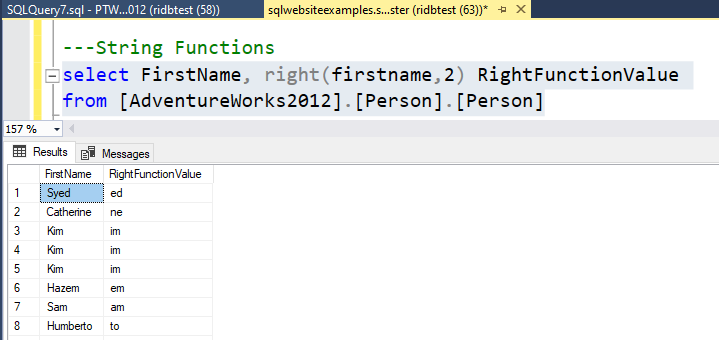 SQLQuery7.sql - PTW...012 (ridbtest (58))
sqlwebsiteexamples.s...ster (ridbtest (63))*
---String Functions
select FirstName, right(firstname,2) RightFunctionValue
from [AdventureWorks2012].[Person].[Person]
157 %
Results Messages
FirstName RightFunctionValue
1 Syed ed
2 Catherine ne
3 Kim im
4 Kim im
5 Kim im
6 Hazem em
7 Sam am
8 Humberto to